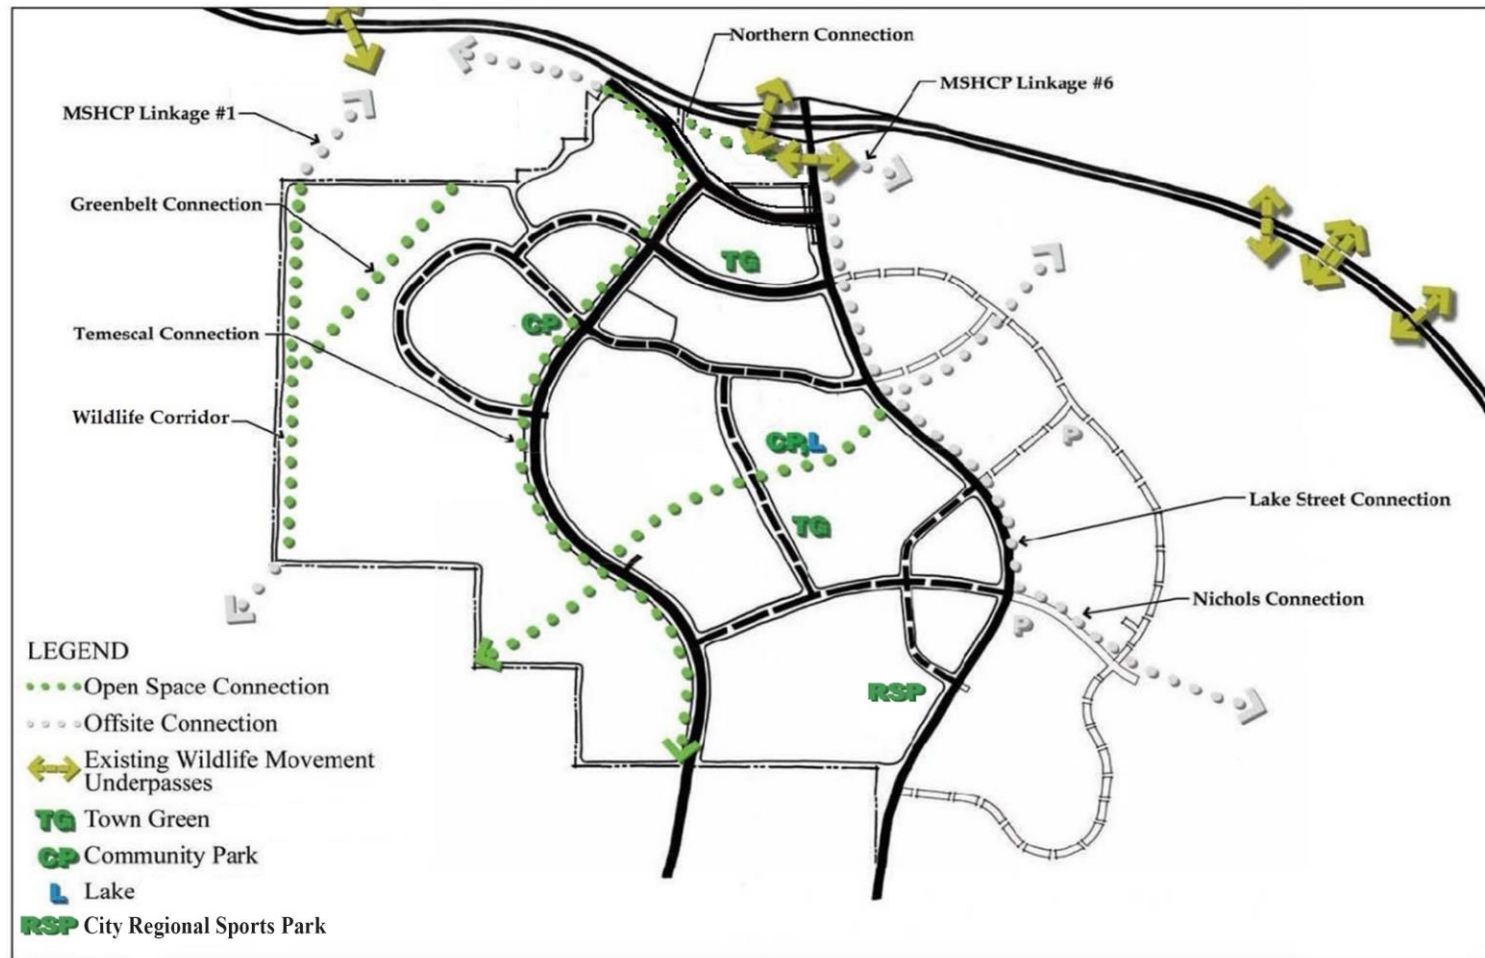 Northern Connection
MSHCP Linkage #6
MSHCP Linkage #1
Greenbelt Connection
TG
CP
Temescal Connection
Wildlife Corridor
P
CP,L
Lake Street Connection
TG
Nichols Connection
P
RSP
LEGEND
Open Space Connection
Offsite Connection
Existing Wildlife Movement
Underpasses
TG Town Green
CP Community Park
L Lake
RSP City Regional Sports Park